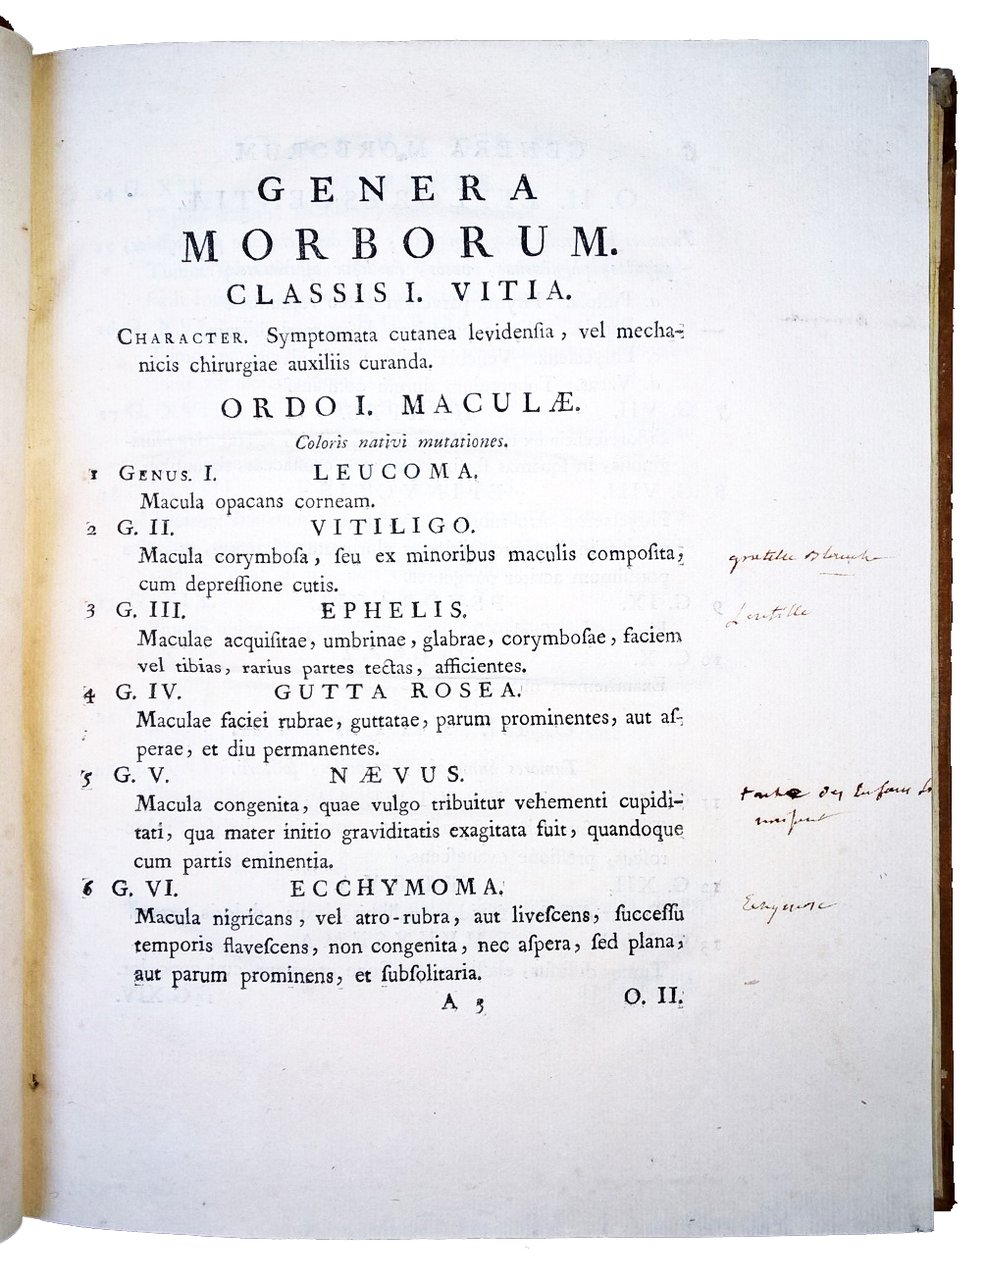 GENERA
MORBORUM.
CLASSIS I. VITIA.
CHARACTER. Symptomata cutanea levidenſia, vel mecha-
nicis chirurgiae auxiliis curanda.
ORDO I. MACULÆ.
Coloris nativi mutationes.
1 GENUS. I. LEUCOMA.
Macula opacans corneam.
2 G. II. VITILIGO.
Macula corymboſa, ſeu ex minoribus maculis compoſita,
cum depreſſione cutis.
3 G. III. EPHELIS.
Maculae acquiſitae, umbrinae, glabrae, corymboſae, faciem
vel tibias, rarius partes tectas, afficientes.
Lentille
4 G. IV. GUTTA ROSEA.
Maculae faciei rubrae, guttatae, parum prominentes, aut aſ-
perae, et diu permanentes.
5 G. V. NÆVUS.
Macula congenita, quae vulgo tribuitur vehementi cupidi-
tati, qua mater initio graviditatis exagitata fuit, quandoque
cum partis eminentia.
6 G. VI. ECCHYMOMA.
Macula nigricans, vel atro-rubra, aut liveſcens, ſucceſſu
temporis flaveſcens, non congenita, nec aſpera, ſed plana,
aut parum prominens, et ſubſolitaria.
A 3 O. II.